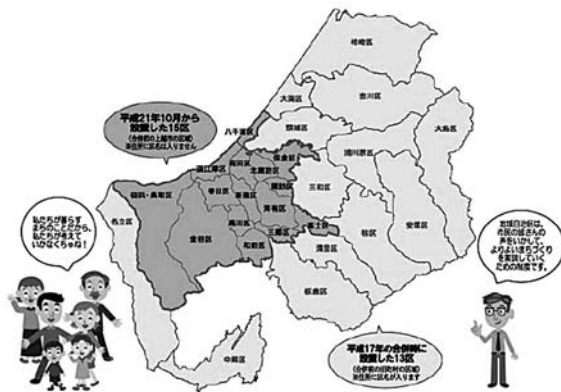 柿崎区
大潟区
吉川区
頸城区
大島区
平成21年10月から
設置した15区
(合併前の上越市の区域)
※住所に区名は入りません
八千浦区
保倉区
直江津区
有田区
北諏訪区
浦川原区
谷浜・桑取区
春日区
新道区
諏訪区
三和区
津有区
名立区
金谷区
高田区
三郷区
高士区
和田区
清里区
牧区
安塚区
板倉区
中郷区
私たちが暮らす
まちのことだから、
私たちが考えて
いかなくちゃね!
地域自治区は、
市民の皆さんの
声をいかして、
よりよいまちづくり
を実践していく
ための制度です。
平成17年の合併時に
設置した13区
(合併前の旧町村の区域)
※住所に区名が入ります